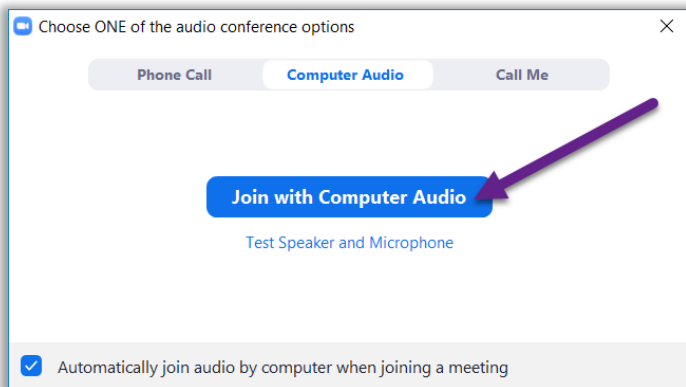 Choose ONE of the audio conference options
Phone Call Computer Audio Call Me
Join with Computer Audio
Test Speaker and Microphone
Automatically join audio by computer when joining a meeting